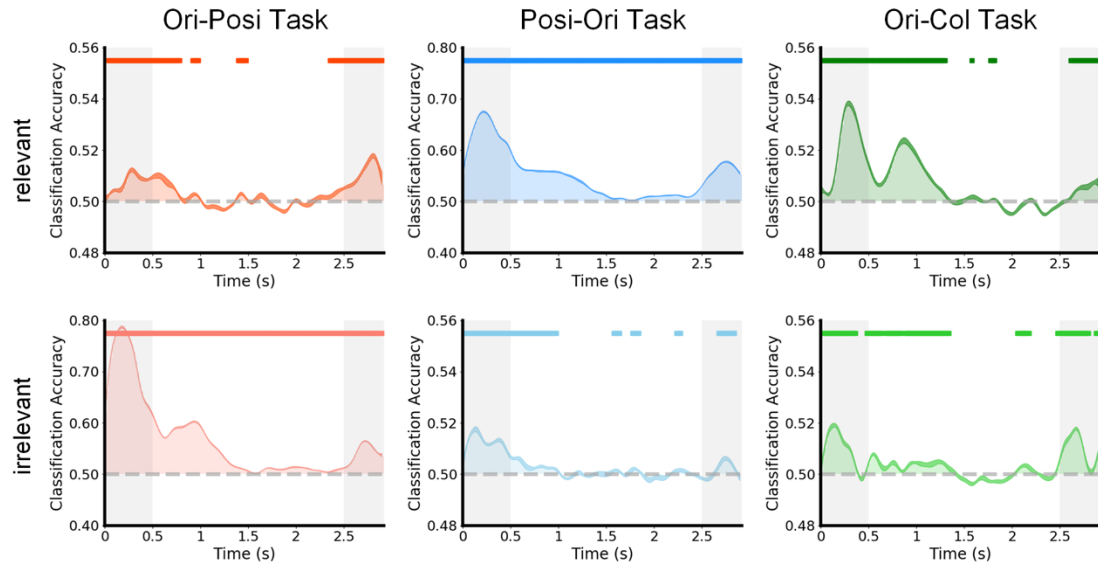 Ori-Posi Task Posi-Ori Task Ori-Col Task
relevant
Classification Accuracy
0.56
0.54
0.52
0.50
0.48
0 0.5 1 1.5 2 2.5
Time (s)
Classification Accuracy
0.80
0.70
0.60
0.50
0.40
0 0.5 1 1.5 2 2.5
Time (s)
Classification Accuracy
0.56
0.54
0.52
0.50
0.48
0 0.5 1 1.5 2 2.5
Time (s)
irrelevant
Classification Accuracy
0.80
0.70
0.60
0.50
0.40
0 0.5 1 1.5 2 2.5
Time (s)
Classification Accuracy
0.56
0.54
0.52
0.50
0.48
0 0.5 1 1.5 2 2.5
Time (s)
Classification Accuracy
0.56
0.54
0.52
0.50
0.48
0 0.5 1 1.5 2 2.5
Time (s)